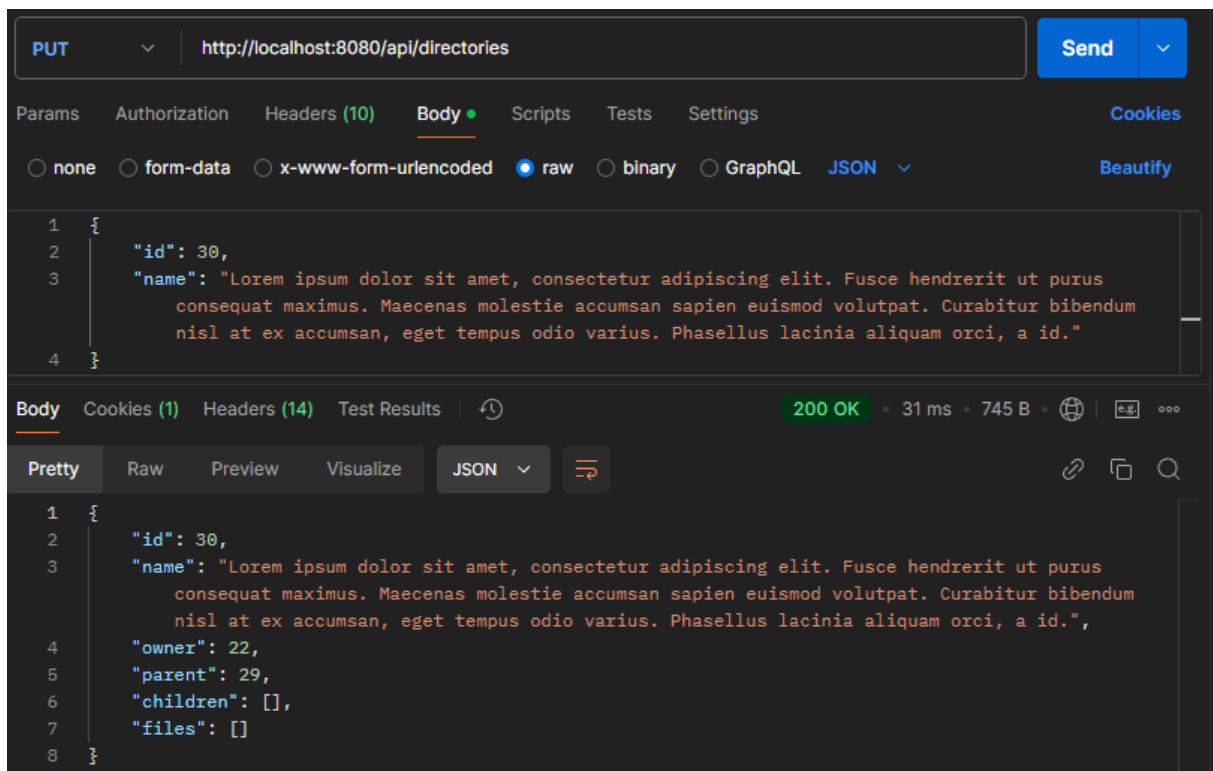 PUT http://localhost:8080/api/directories Send
Params Authorization Headers (10) Body Scripts Tests Settings Cookies
none form-data x-www-form-urlencoded raw binary GraphQL JSON Beautify
1 {
2 "id": 30,
3 "name": "Lorem ipsum dolor sit amet, consectetur adipiscing elit. Fusce hendrerit ut purus
consequat maximus. Maecenas molestie accumsan sapien euismod volutpat. Curabitur bibendum
nisl at ex accumsan, eget tempus odio varius. Phasellus lacinia aliquam orci, a id."
4 }
Body Cookies (1) Headers (14) Test Results 200 OK • 31 ms • 745 B • e.g.
Pretty Raw Preview Visualize JSON
1 {
2 "id": 30,
3 "name": "Lorem ipsum dolor sit amet, consectetur adipiscing elit. Fusce hendrerit ut purus
consequat maximus. Maecenas molestie accumsan sapien euismod volutpat. Curabitur bibendum
nisl at ex accumsan, eget tempus odio varius. Phasellus lacinia aliquam orci, a id.",
4 "owner": 22,
5 "parent": 29,
6 "children": [],
7 "files": []
8 }